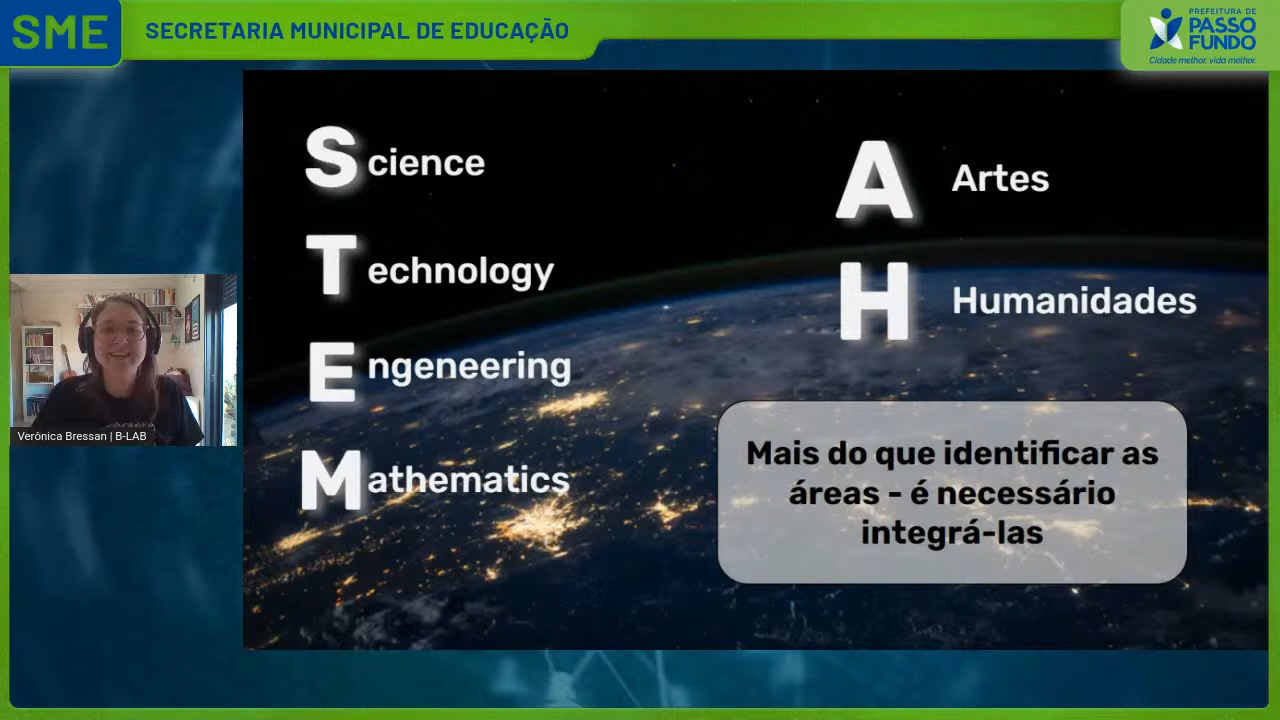 SME
SECRETARIA MUNICIPAL DE EDUCAÇÃO
PREFEITURA DE
PASSO
FUNDO
Cidade melhor, vida melhor.
Science
Technology
Engeneering
Mathematics
A Artes
H Humanidades
Mais do que identificar as
áreas - é necessário
integrá-las
Verônica Bressan | B-LAB